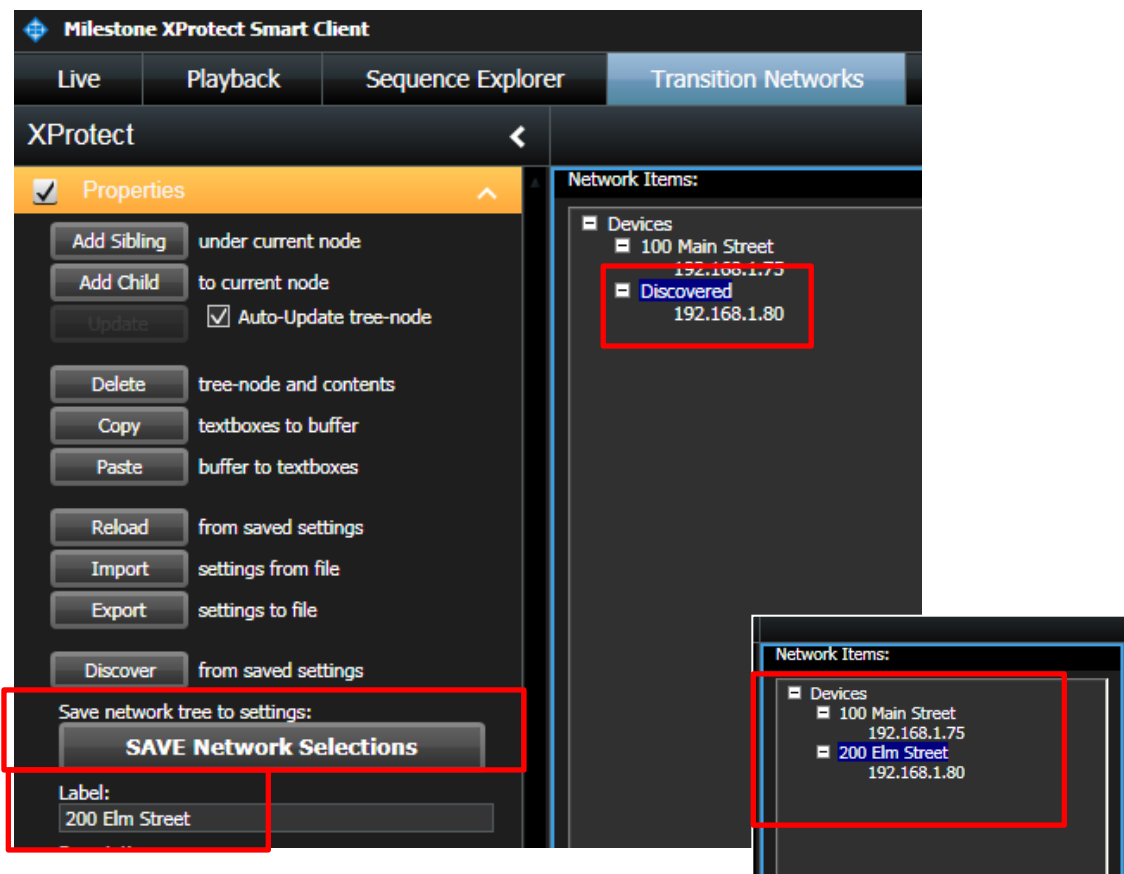 Milestone XProtect Smart Client
Live Playback Sequence Explorer Transition Networks
XProtect
Properties
Add Sibling under current node
Add Child to current node
Update Auto-Update tree-node
Delete tree-node and contents
Copy textboxes to buffer
Paste buffer to textboxes
Reload from saved settings
Import settings from file
Export settings to file
Discover from saved settings
Save network tree to settings:
SAVE Network Selections
Label:
200 Elm Street
Network Items:
Devices
100 Main Street
192.168.1.75
Discovered
192.168.1.80
Network Items:
Devices
100 Main Street
192.168.1.75
200 Elm Street
192.168.1.80